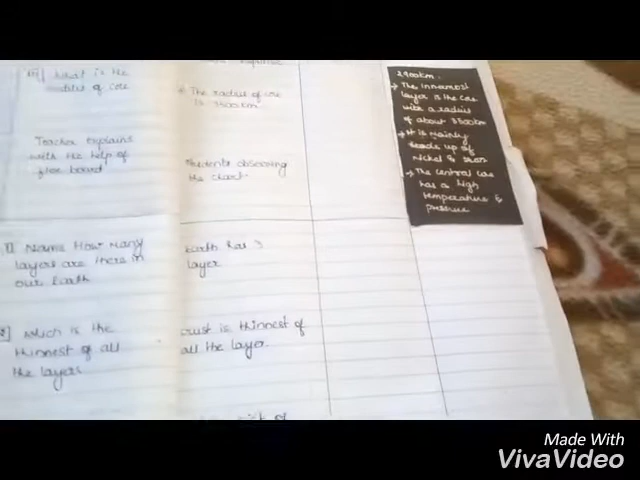 what is the
radius of core
The radius of core
is 3500km
Teacher explains
with the help of
flex board
Students observing
the chart
2900km.
→ The Innermost
layer is the core
with a radius
of about 3500km
→ It is Mainly
Made up of
Nickel & Iron
→ The central core
has a high
temperature &
pressure
1] Name How Many
layers are there in
our Earth
Earth has 3
layer
2] which is the
thinnest of all
the layers
crust is thinnest of
all the layer.
Made With
VivaVideo